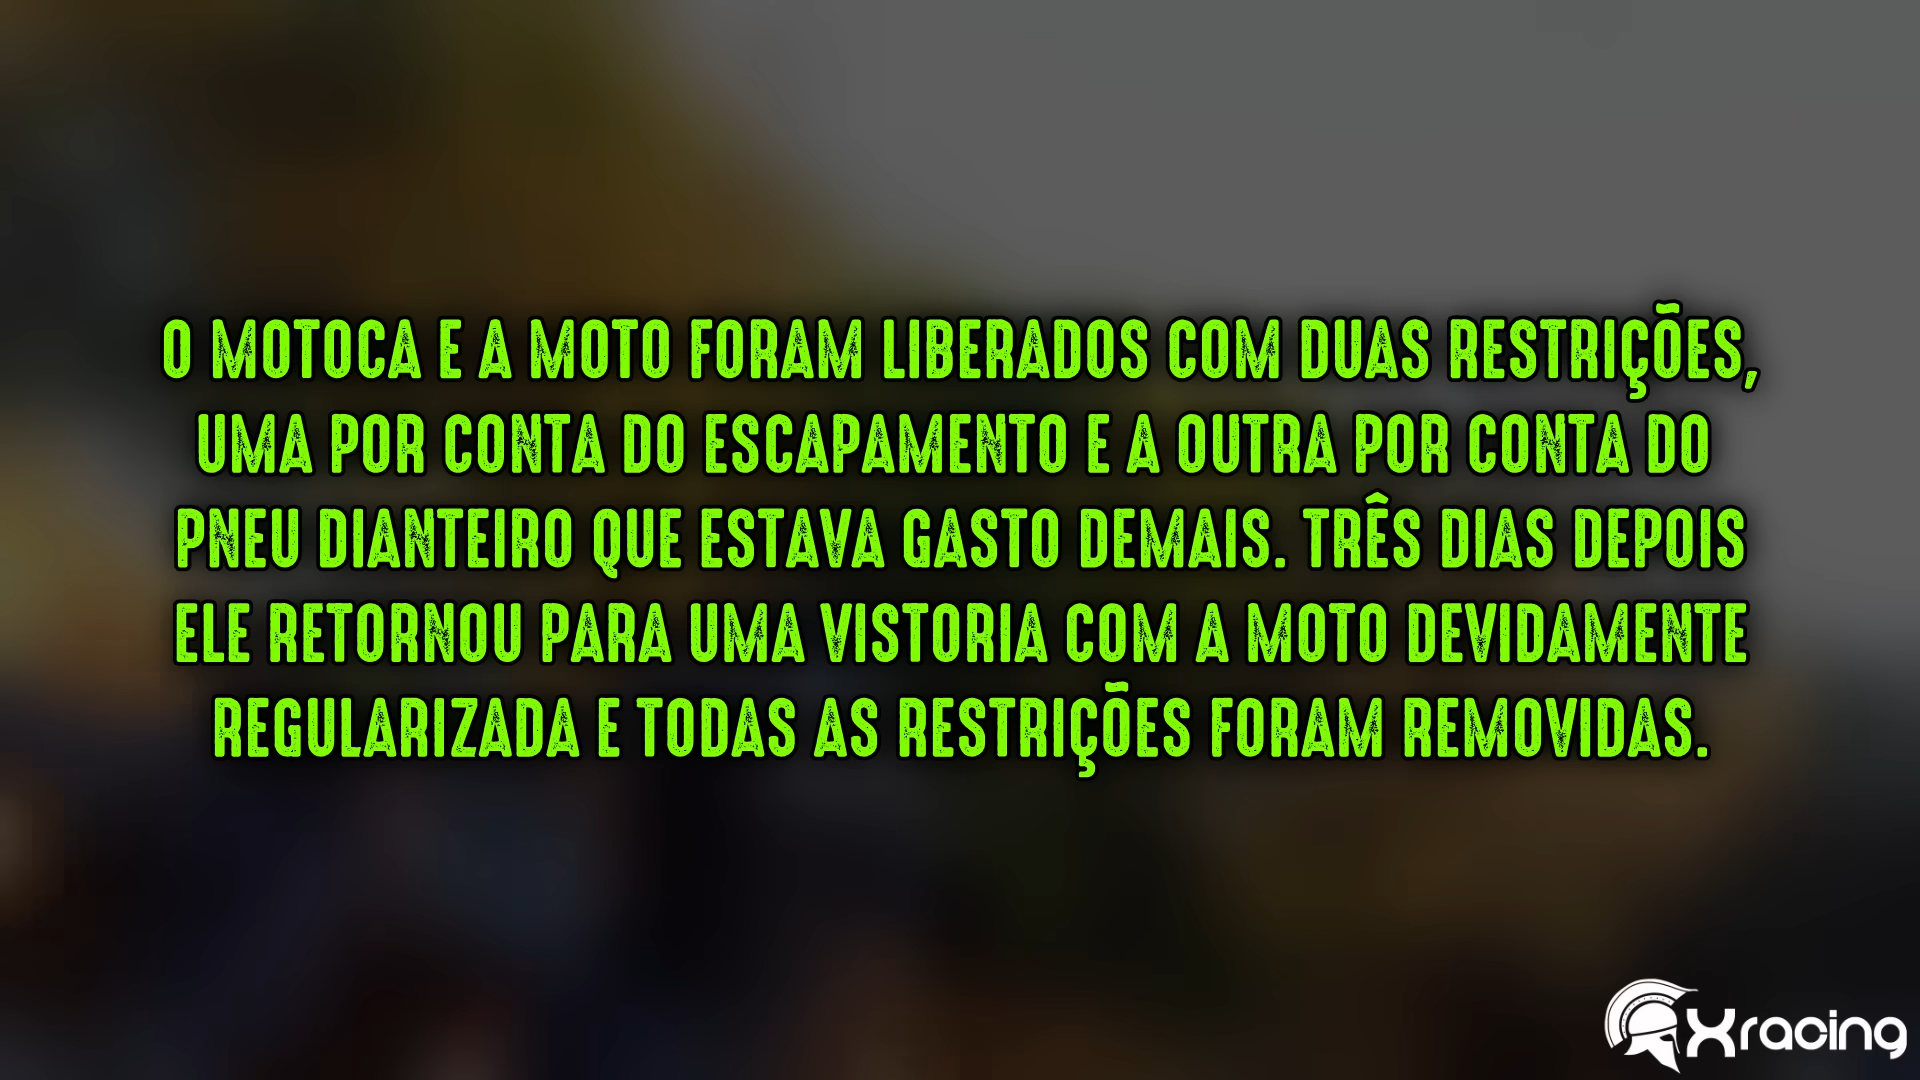 O MOTOCA E A MOTO FORAM LIBERADOS COM DUAS RESTRIÇÕES,
UMA POR CONTA DO ESCAPAMENTO E A OUTRA POR CONTA DO
PNEU DIANTEIRO QUE ESTAVA GASTO DEMAIS. TRÊS DIAS DEPOIS
ELE RETORNOU PARA UMA VISTORIA COM A MOTO DEVIDAMENTE
REGULARIZADA E TODAS AS RESTRIÇÕES FORAM REMOVIDAS.
Xracing